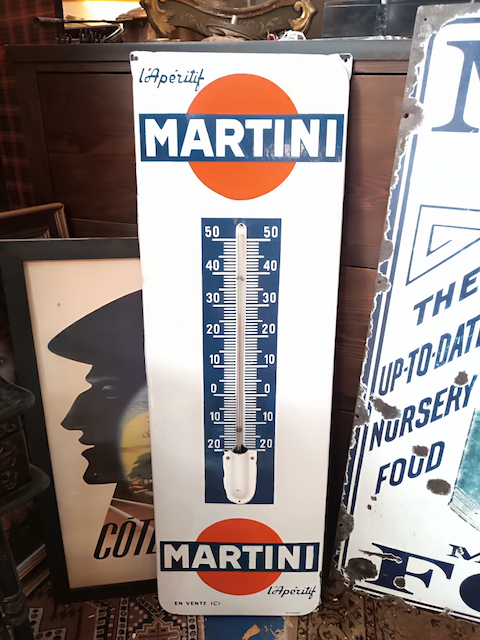 l'Apéritif
MARTINI
50 50
40 40
30 30
20 20
10 10
0 0
10 10
20 20
MARTINI
l'Apéritif
EN VENTE ICI
CÔTE
THE
UP-TO-DATE
NURSERY
FOOD